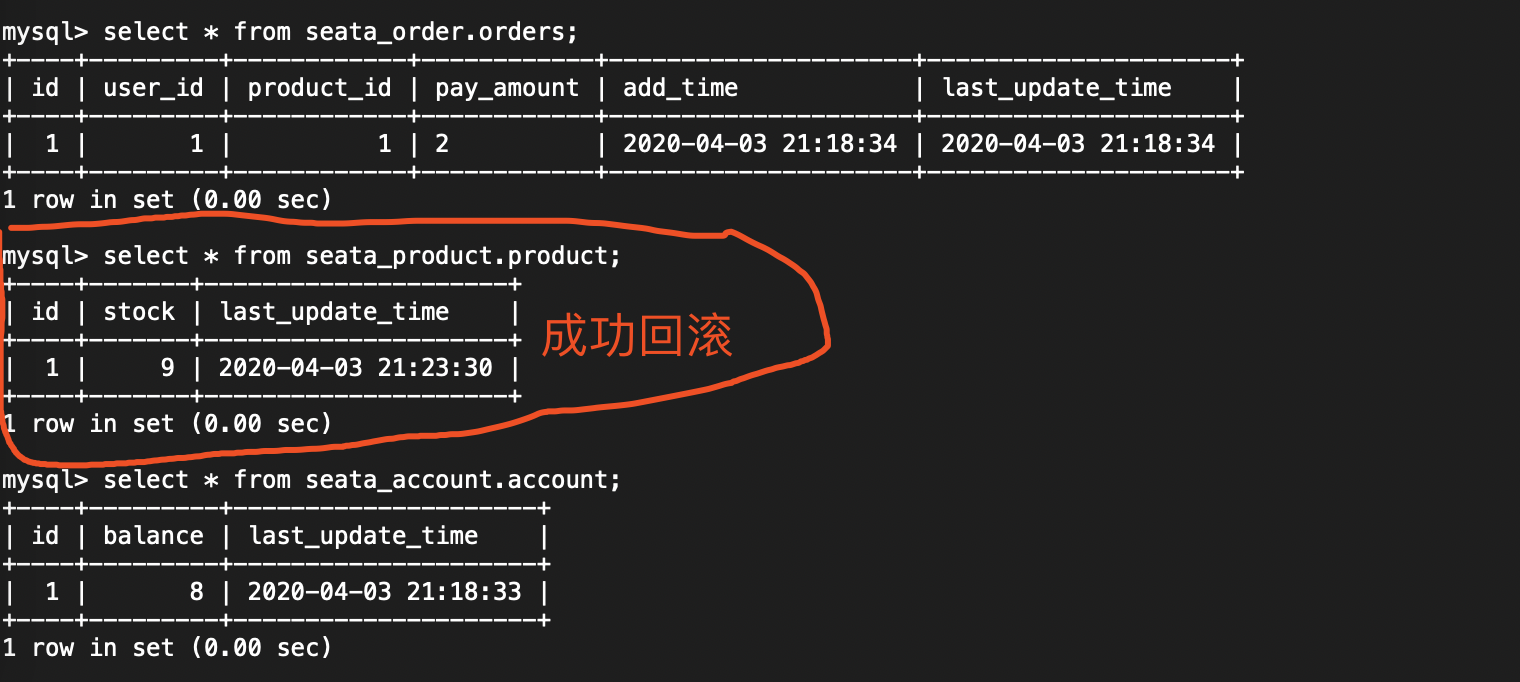 mysql> select * from seata_order.orders;
+----+---------+------------+------------+---------------------+---------------------+
| id | user_id | product_id | pay_amount | add_time            | last_update_time    |
+----+---------+------------+------------+---------------------+---------------------+
|  1 |       1 |          1 | 2          | 2020-04-03 21:18:34 | 2020-04-03 21:18:34 |
+----+---------+------------+------------+---------------------+---------------------+
1 row in set (0.00 sec)
mysql> select * from seata_product.product;
+----+-------+---------------------+
| id | stock | last_update_time    |
+----+-------+---------------------+
成功回滚
|  1 |     9 | 2020-04-03 21:23:30 |
+----+-------+---------------------+
1 row in set (0.00 sec)
mysql> select * from seata_account.account;
+----+---------+---------------------+
| id | balance | last_update_time    |
+----+---------+---------------------+
|  1 |       8 | 2020-04-03 21:18:33 |
+----+---------+---------------------+
1 row in set (0.00 sec)